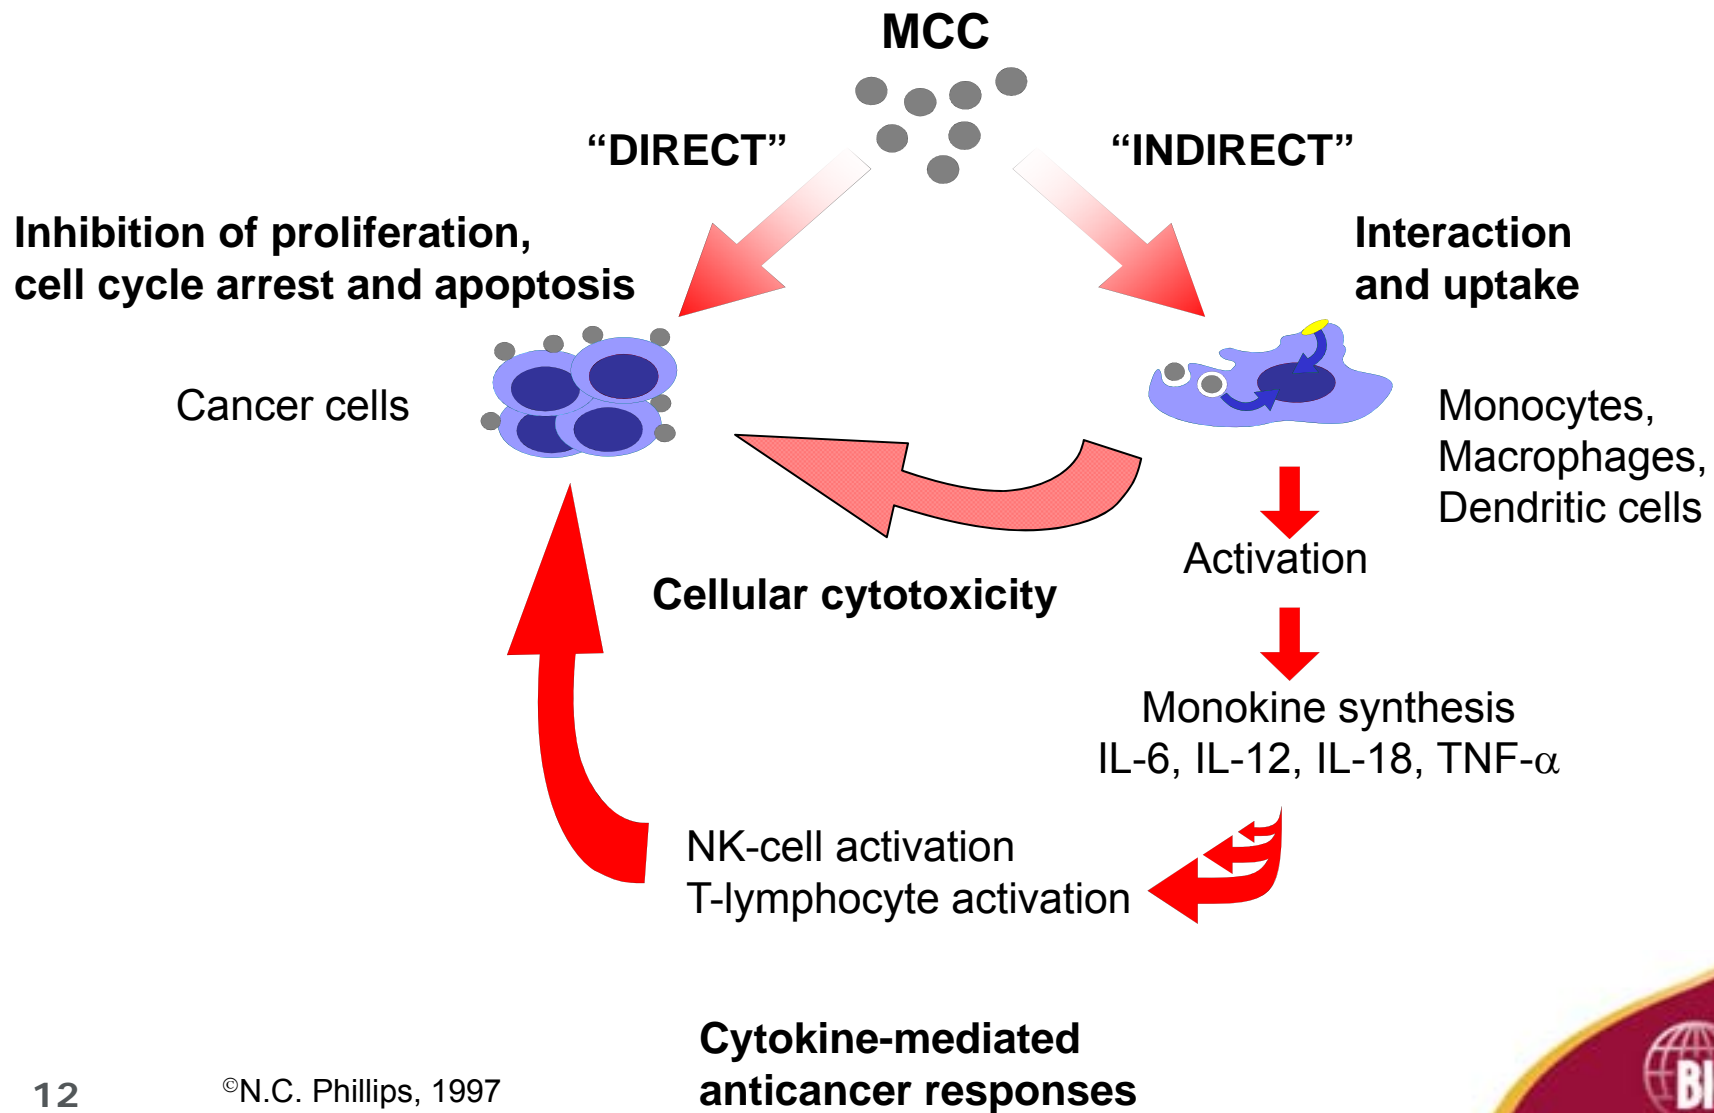 MCC
“DIRECT”
“INDIRECT”
Inhibition of proliferation,
cell cycle arrest and apoptosis
Interaction
and uptake
Cancer cells
Monocytes,
Macrophages,
Dendritic cells
Activation
Cellular cytotoxicity
Monokine synthesis
IL-6, IL-12, IL-18, TNF-α
NK-cell activation
T-lymphocyte activation
Cytokine-mediated
anticancer responses
12
©N.C. Phillips, 1997